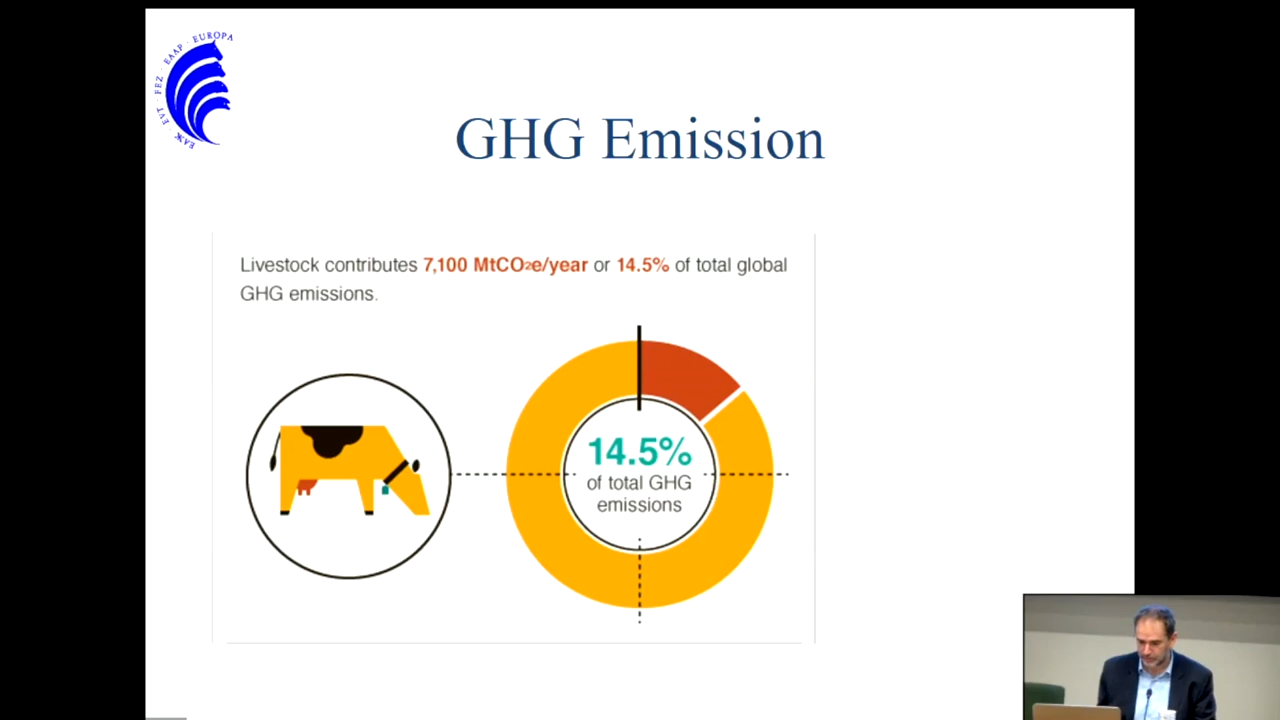 ЕАЖ · EVT · FEZ · EAAP · EUROPA
GHG Emission
Livestock contributes 7,100 MtCO2e/year or 14.5% of total global
GHG emissions.
14.5%
of total GHG
emissions